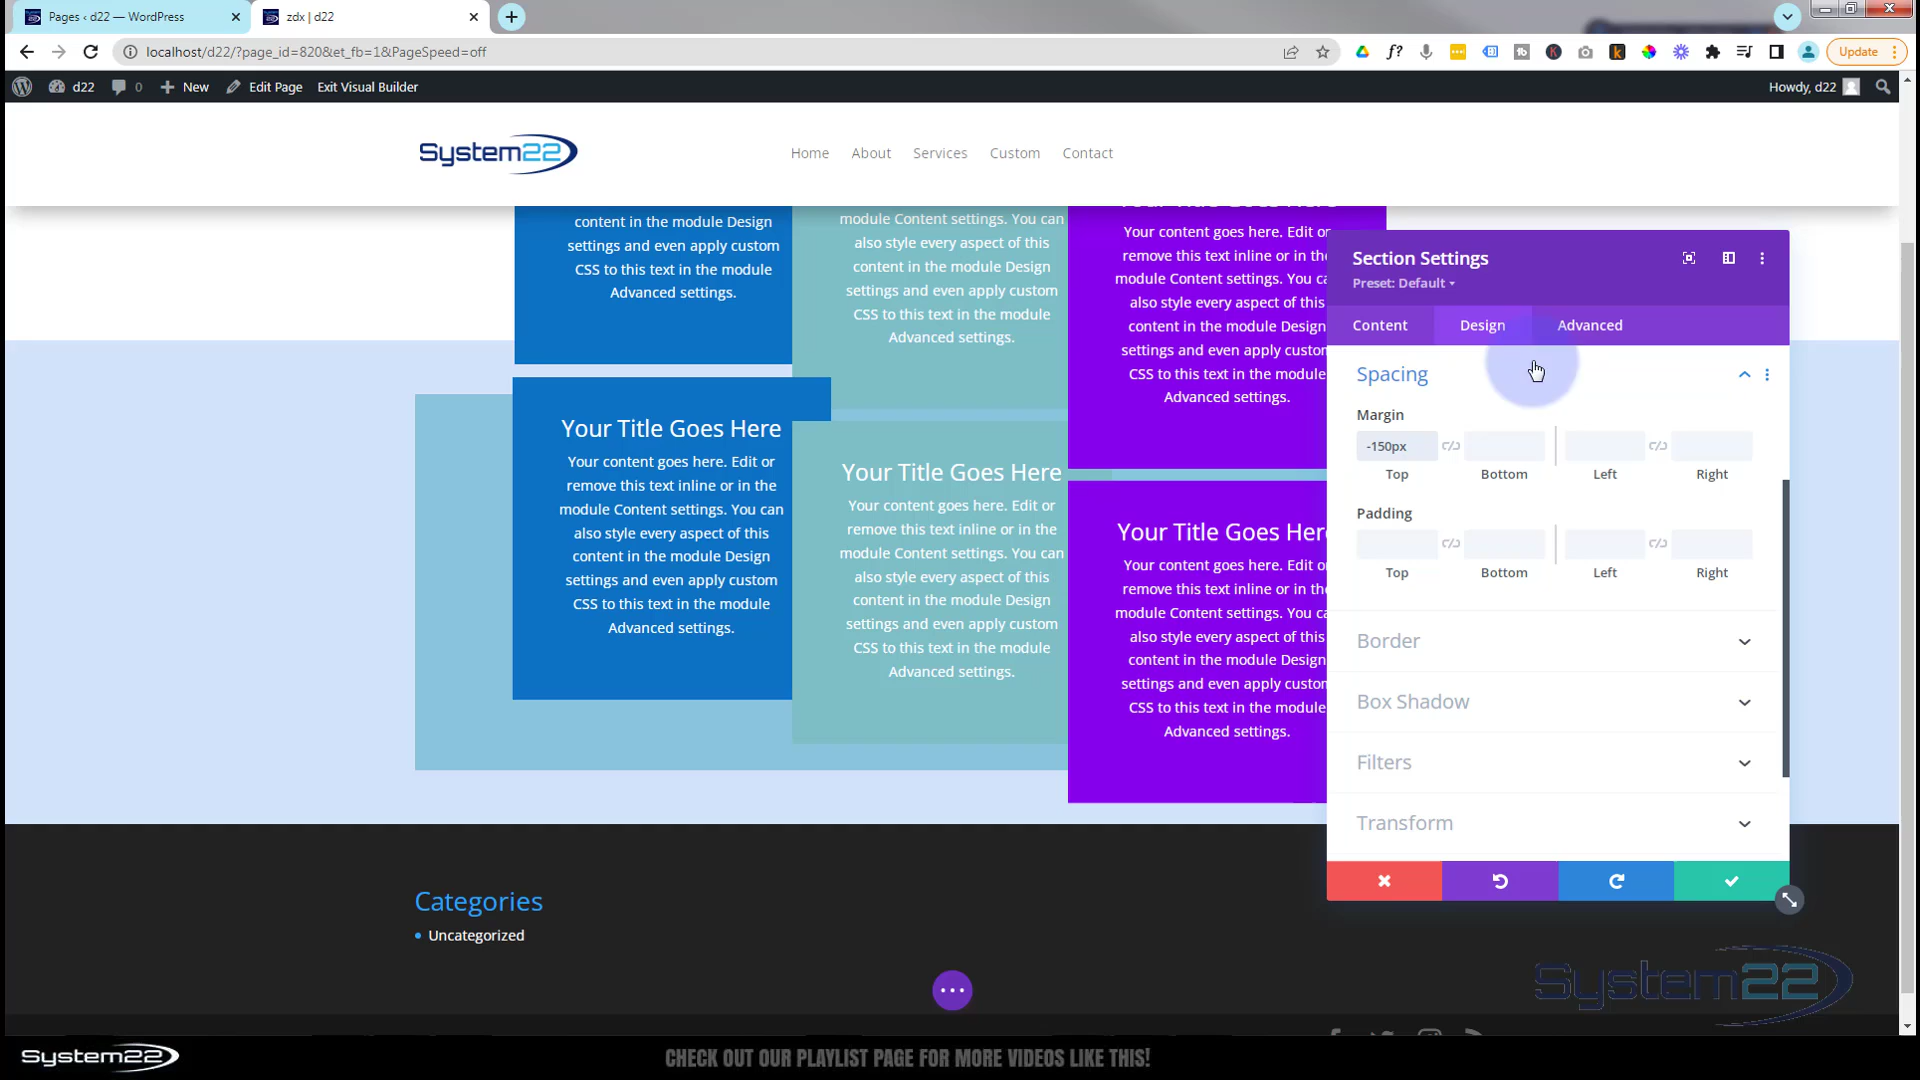 Pages ‹ d22 — WordPress
zdx | d22
localhost/d22/?page_id=820&et_fb=1&PageSpeed=off
Update
d22
0
New
Edit Page
Exit Visual Builder
Howdy, d22
System22
Home
About
Services
Custom
Contact
content in the module Design
settings and even apply custom
CSS to this text in the module
Advanced settings.
module Content settings. You can
also style every aspect of this
content in the module Design
settings and even apply custom
CSS to this text in the module
Advanced settings.
Your content goes here. Edit or
remove this text inline or in the
module Content settings. You ca
also style every aspect of this
content in the module Design
settings and even apply custom
CSS to this text in the module
Advanced settings.
Your Title Goes Here
Your content goes here. Edit or
remove this text inline or in the
module Content settings. You can
also style every aspect of this
content in the module Design
settings and even apply custom
CSS to this text in the module
Advanced settings.
Your Title Goes Here
Your content goes here. Edit or
remove this text inline or in the
module Content settings. You can
also style every aspect of this
content in the module Design
settings and even apply custom
CSS to this text in the module
Advanced settings.
Your Title Goes Her
Your content goes here. Edit or
remove this text inline or in th
module Content settings. You ca
also style every aspect of this
content in the module Design
settings and even apply custom
CSS to this text in the module
Advanced settings.
Section Settings
Preset: Default
Content
Design
Advanced
Spacing
Margin
-150px
Top
Bottom
Left
Right
Padding
Top
Bottom
Left
Right
Border
Box Shadow
Filters
Transform
Categories
Uncategorized
System22
System22
CHECK OUT OUR PLAYLIST PAGE FOR MORE VIDEOS LIKE THIS!